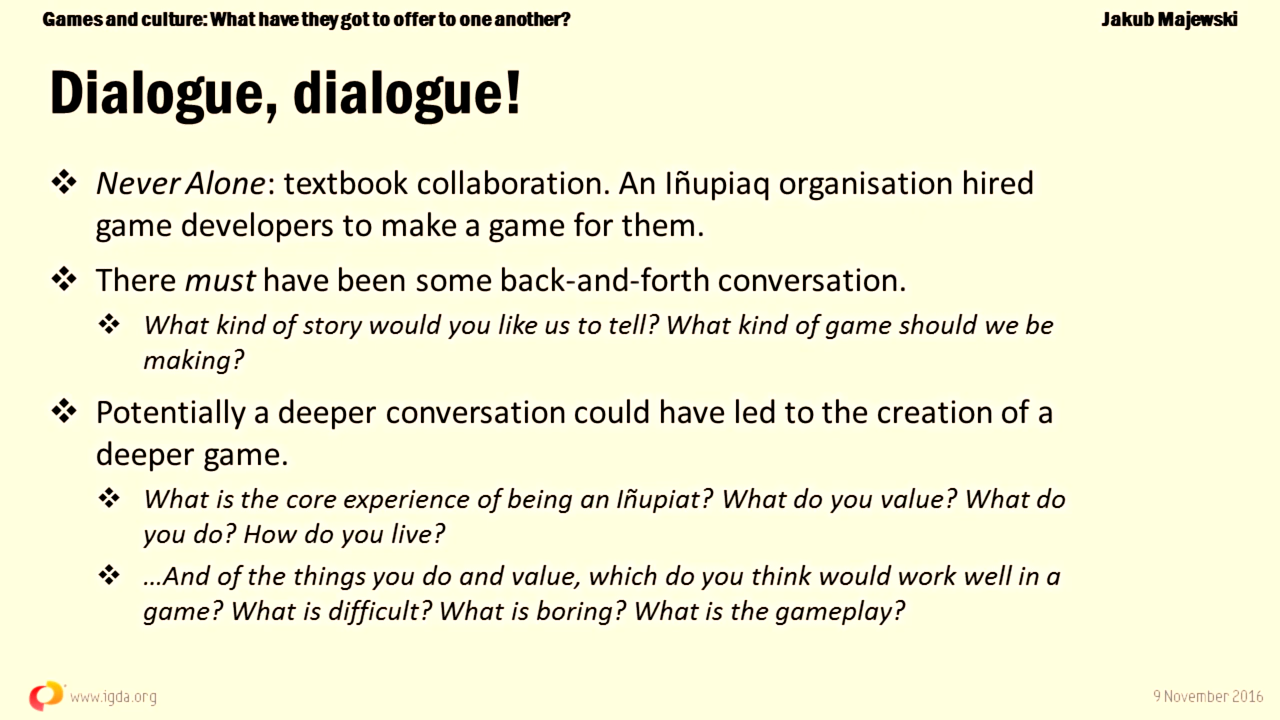 Games and culture: What have they got to offer to one another?
Jakub Majewski
Dialogue, dialogue!
❖ Never Alone: textbook collaboration. An Iñupiaq organisation hired
game developers to make a game for them.
❖ There must have been some back-and-forth conversation.
❖ What kind of story would you like us to tell? What kind of game should we be
making?
❖ Potentially a deeper conversation could have led to the creation of a
deeper game.
❖ What is the core experience of being an Iñupiat? What do you value? What do
you do? How do you live?
❖ …And of the things you do and value, which do you think would work well in a
game? What is difficult? What is boring? What is the gameplay?
www.igda.org
9 November 2016